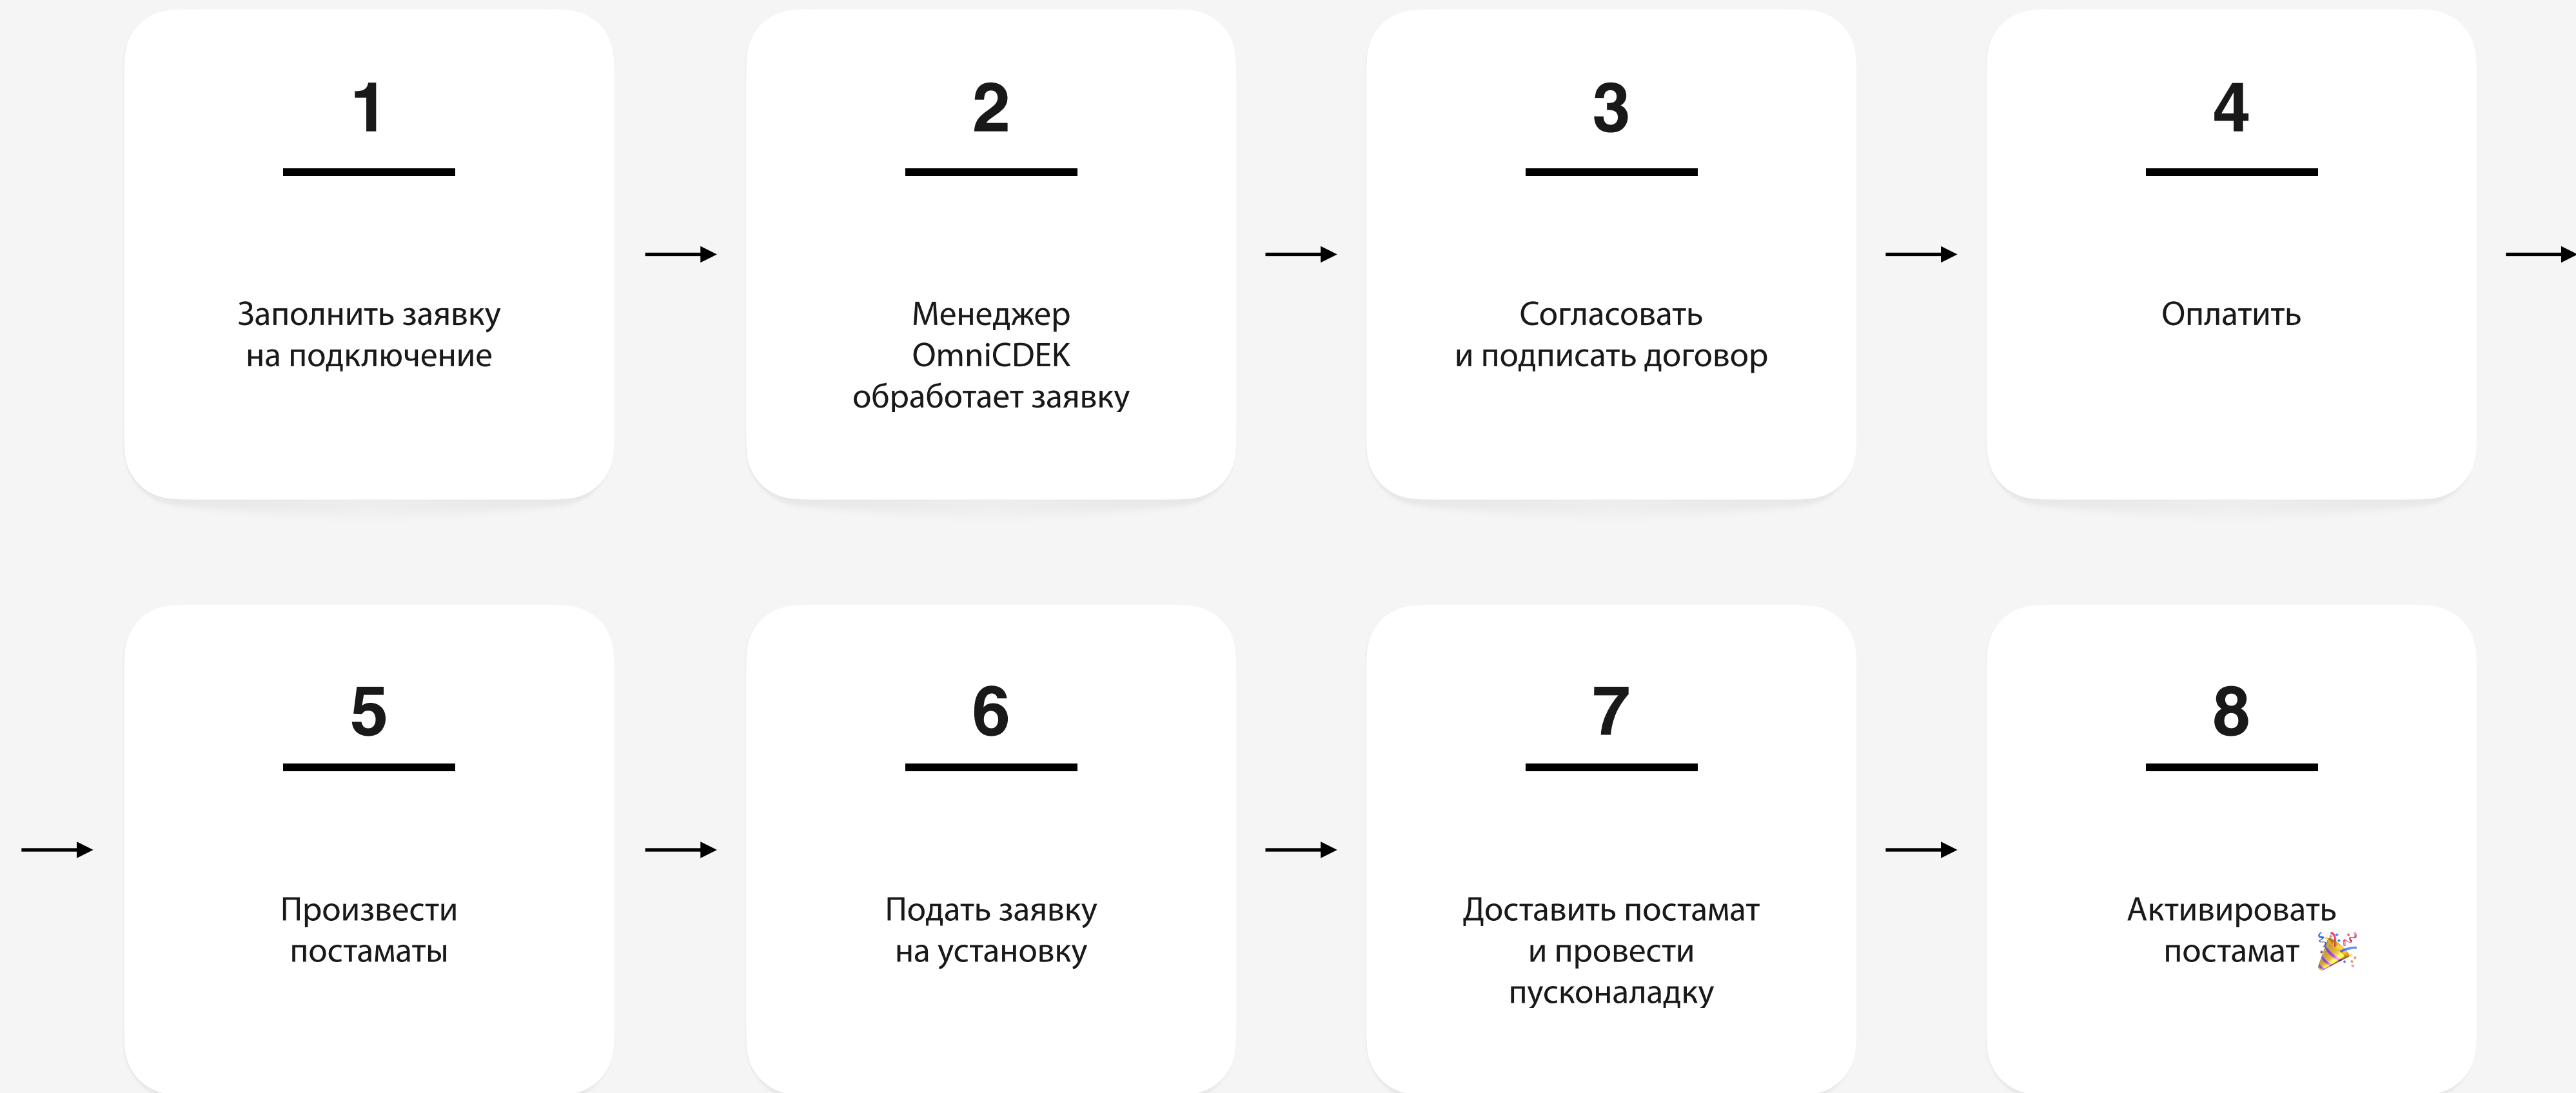 1
Заполнить заявку
на подключение
2
Менеджер
OmniCDEK
обработает заявку
3
Согласовать
и подписать договор
4
Оплатить
5
Произвести
постаматы
6
Подать заявку
на установку
7
Доставить постамат
и провести
пусконаладку
8
Активировать
постамат 🎉